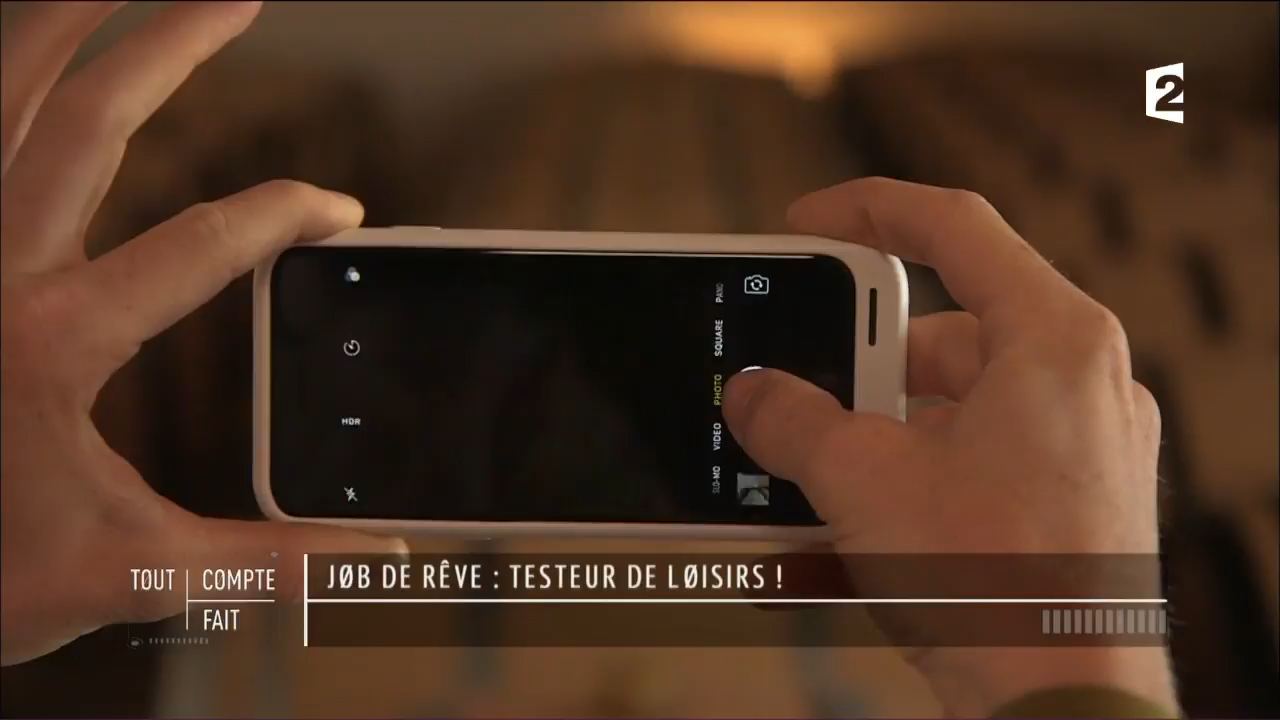 2
PANO
SQUARE
PHOTO
VIDEO
SLO-MO
HDR
TOUT COMPTE
FAIT
JØB DE RÊVE : TESTEUR DE LØISIRS !